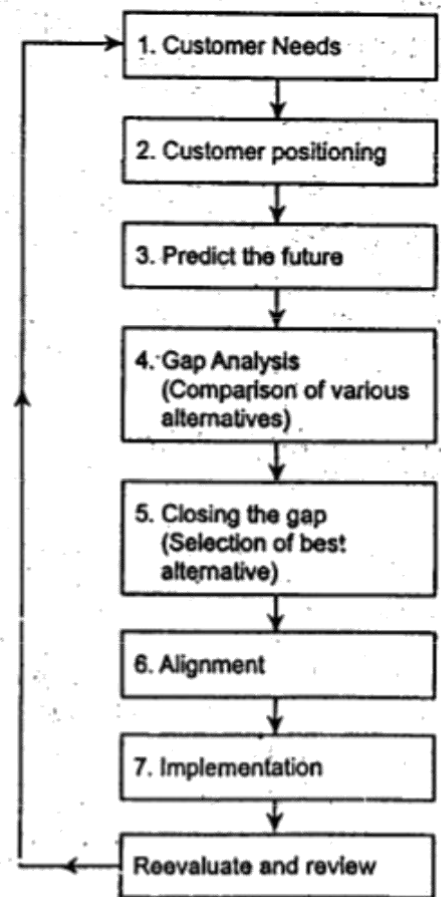 1. Customer Needs
2. Customer positioning
3. Predict the future
4. Gap Analysis
(Comparison of various
alternatives)
5. Closing the gap
(Selection of best
alternative)
6. Alignment
7. Implementation
Reevaluate and review